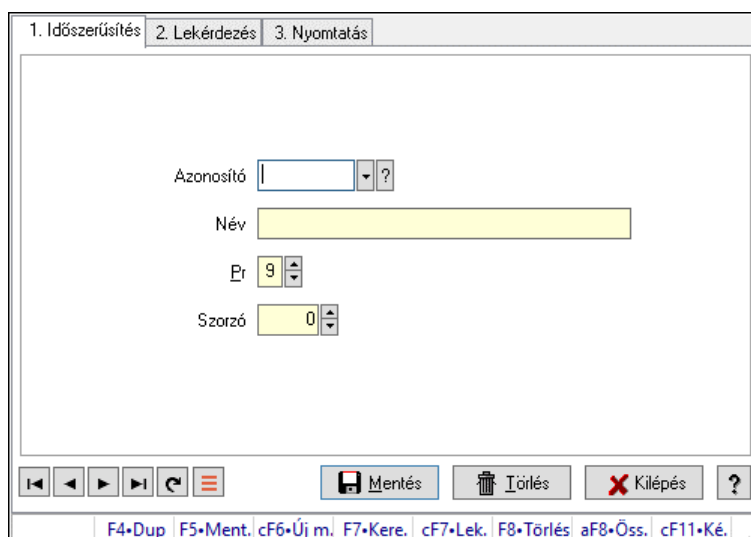 1. Időszerűsítés 2. Lekérdezés 3. Nyomtatás
Azonosító ?
Név
Pr 9
Szorzó 0
Mentés Törlés Kilépés ?
F4•Dup F5•Ment. cF6•Új m. F7•Kere. cF7•Lek. F8•Törlés aF8•Öss. cF11•Ké.